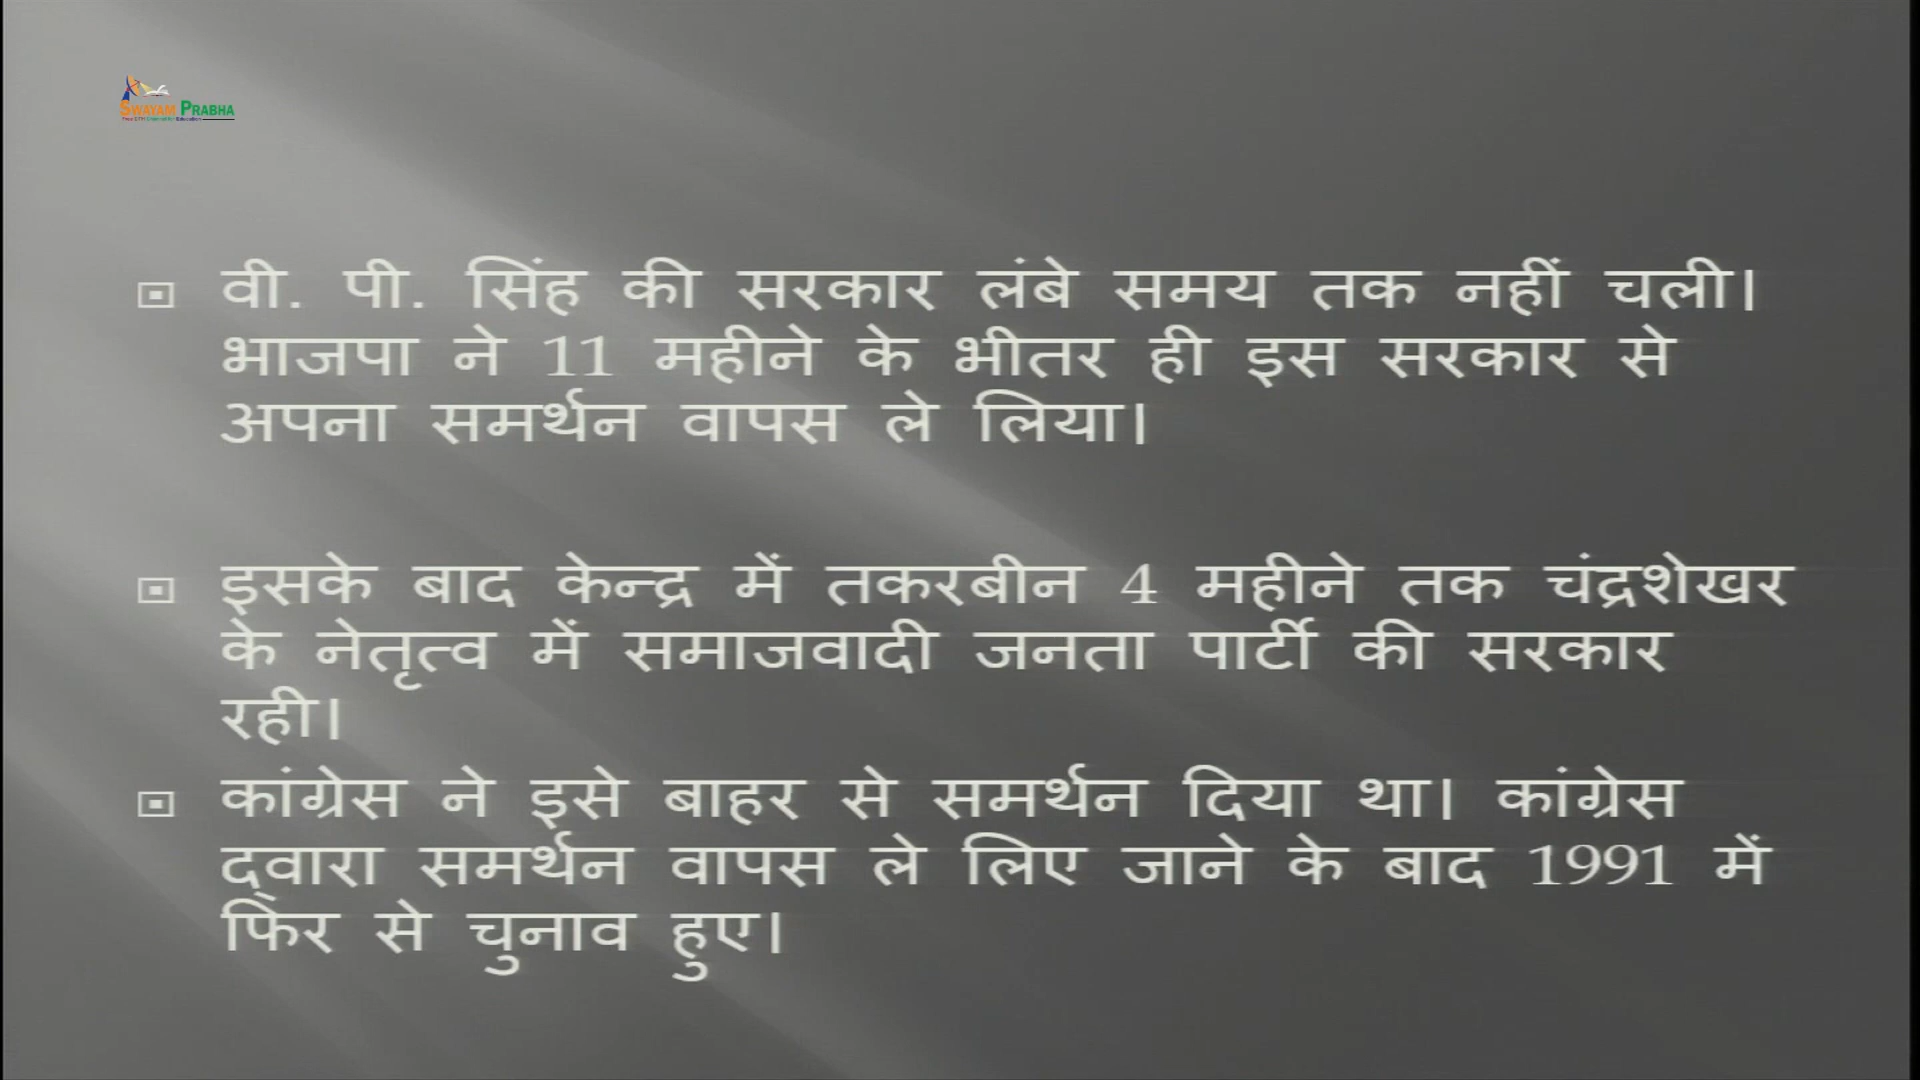 SWAYAM PRABHA
वी. पी. सिंह की सरकार लंबे समय तक नहीं चली।
भाजपा ने 11 महीने के भीतर ही इस सरकार से
अपना समर्थन वापस ले लिया।
इसके बाद केन्द्र में तकरबीन 4 महीने तक चंद्रशेखर
के नेतृत्व में समाजवादी जनता पार्टी की सरकार
रही।
कांग्रेस ने इसे बाहर से समर्थन दिया था। कांग्रेस
द्वारा समर्थन वापस ले लिए जाने के बाद 1991 में
फिर से चुनाव हुए।